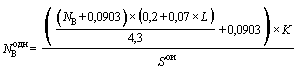 N_В^одн = ( ( (N_В + 0,0903) × (0,2 + 0,07 × L) ) / 4,3 + 0,0903 ) × K / S^он